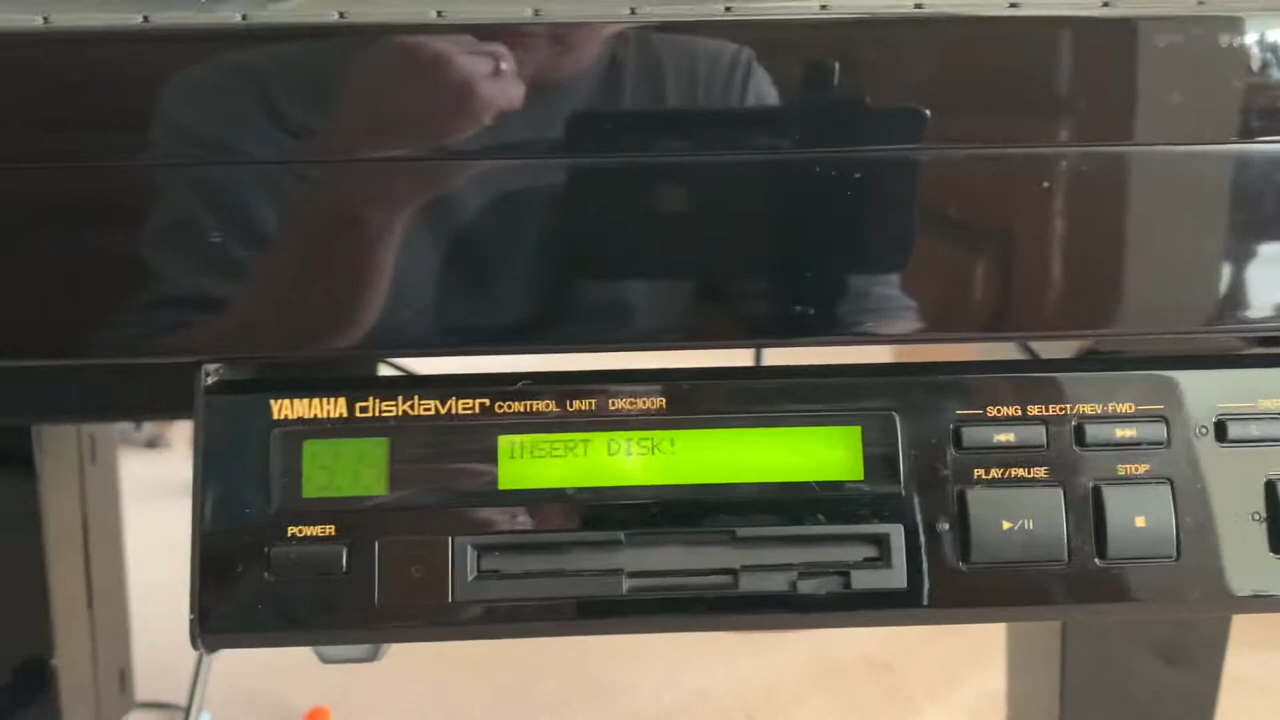 YAMAHA disklavier CONTROL UNIT DKC100R
INSERT DISK!
POWER
SONG SELECT/REV·FWD
PLAY/PAUSE
STOP